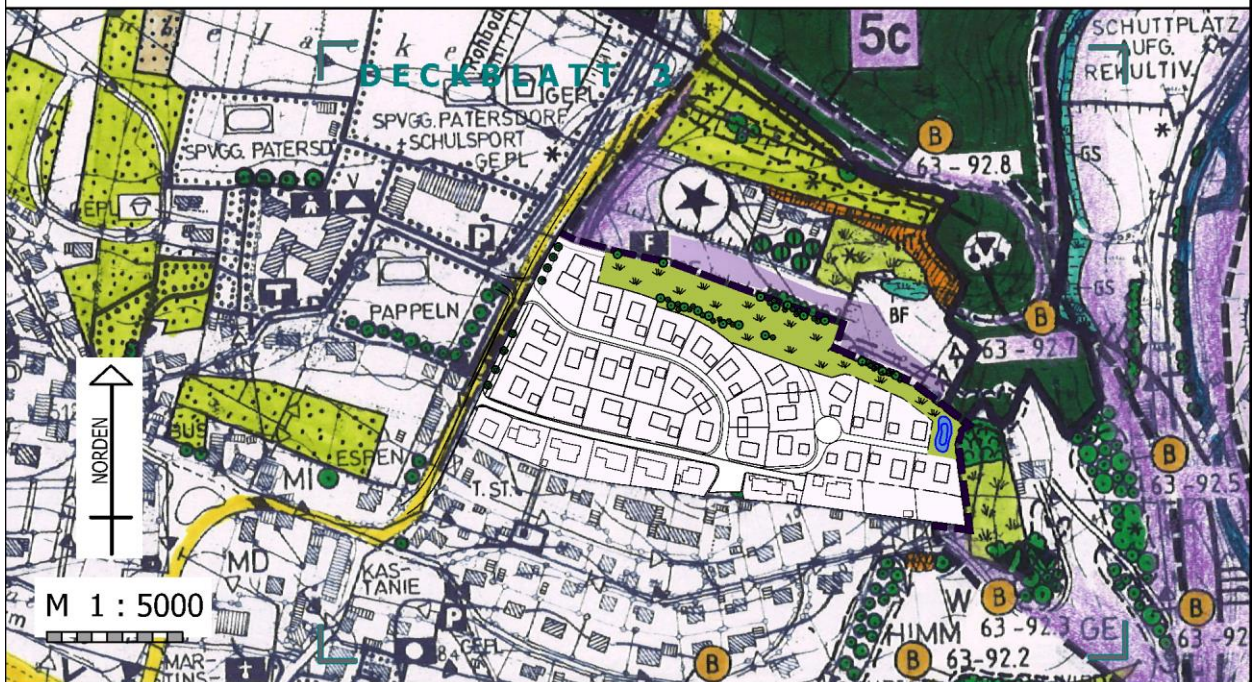 5c
SCHUTTPLATZ
AUFG.
REKULTIV.
DECKBLATT 3
GEPL
SPVGG. PATERSDORF
SCHULSPORT
GEPL
SPVGG. PATERSD
B
63-92.8
GS
V
P
F
T
PAPPELN
GS
BF
B
63-92.7
NORDEN
ESPEN
MI
T. ST.
B
63-92.5
MD
KAS-
TANIE
P
M 1 : 5000
W
B
63-92.3
GE
B
63-92
HIMM
B
63-92.2
GEPL
B
MAR-
TINS-